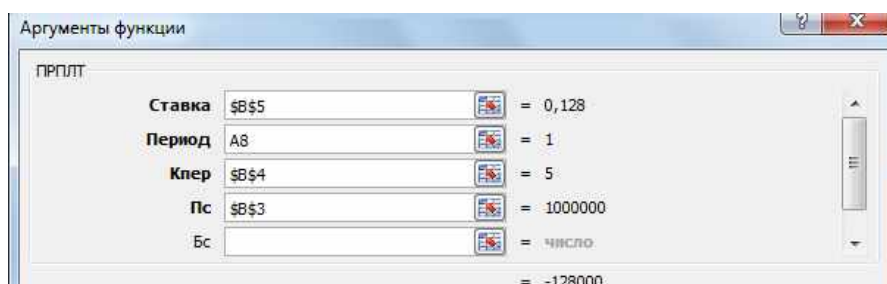 Аргументы функции
ПРПЛТ
Ставка $B$5 = 0,128
Период A8 = 1
Кпер $B$4 = 5
Пс $B$3 = 1000000
Бс = число
= -128000